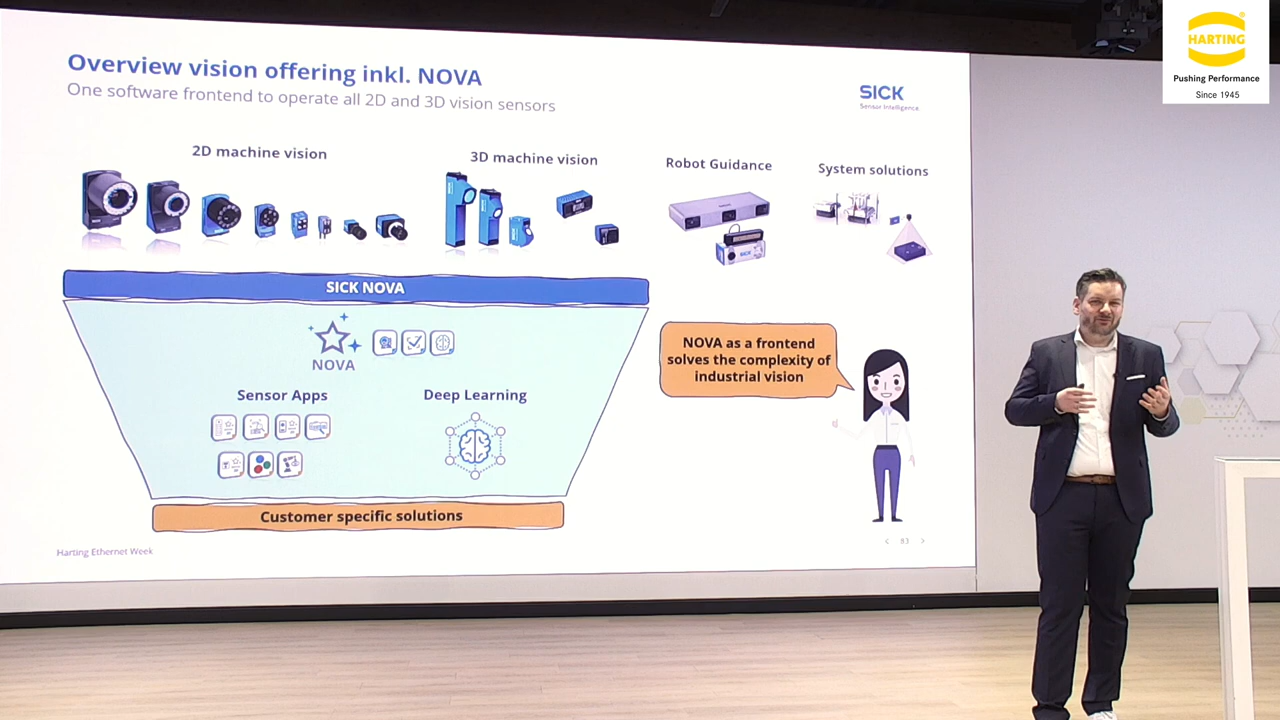 HARTING
Pushing Performance
Since 1945
Overview vision offering inkl. NOVA
One software frontend to operate all 2D and 3D vision sensors
SICK
Sensor Intelligence
2D machine vision
3D machine vision
Robot Guidance
System solutions
SICK
SICK NOVA
NOVA
Sensor Apps
Deep Learning
NOVA as a frontend
solves the complexity of
industrial vision
Customer specific solutions
Harting Ethernet Week
< 93 >